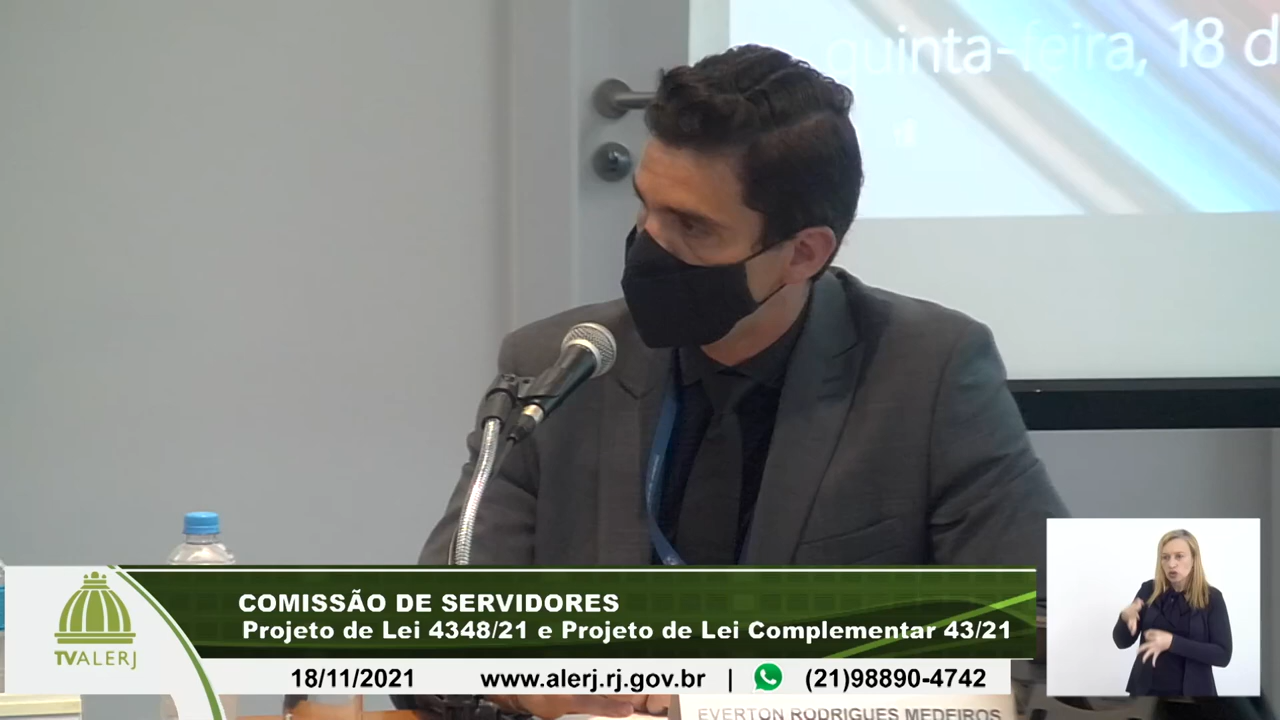 quinta-feira, 18 d
COMISSÃO DE SERVIDORES
Projeto de Lei 4348/21 e Projeto de Lei Complementar 43/21
TVALERJ
18/11/2021 www.alerj.rj.gov.br | (21)98890-4742
EVERTON RODRIGUES MEDEIROS